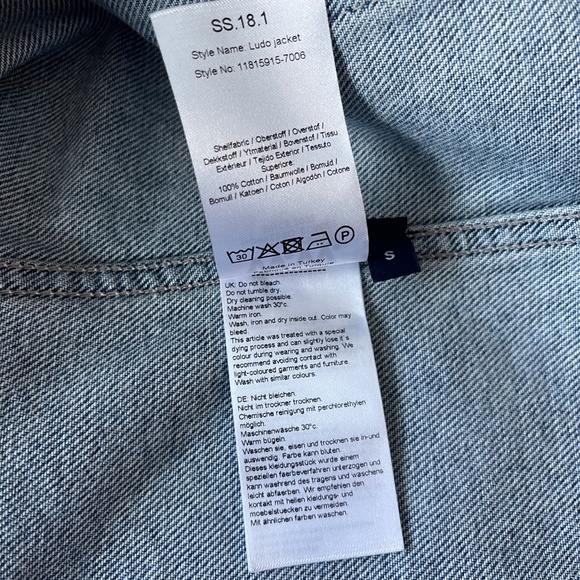 SS.18.1
Style Name: Ludo jacket
Style No: 11815915-7006
Shellfabric / Oberstoff / Overstof /
Dekkstoff / Ytmaterial / Bovenstof / Tissu
Extérieur / Tejido Exterior / Tessuto
Superiore
100% Cotton / Baumwolle / Bomuld /
Bomull / Katoen / Coton / Algodón / Cotone
30
P
Made in Turkey
S
UK: Do not bleach.
Do not tumble dry.
Dry cleaning possible.
Machine wash 30°c.
Warm iron.
Wash, iron and dry inside out. Color may
bleed.
This article was treated with a special
dying process and can slightly lose it´s
colour during wearing and washing. We
recommend avoiding contact with
light-coloured garments and furniture.
Wash with similar colours.
DE: Nicht bleichen.
Nicht im trockner trocknen.
Chemische reinigung mit perchlorethylen
möglich.
Maschinenwäsche 30°c.
Warm bügeln.
Waschen sie, eisen und trocknen sie in-und
auswendig. Farbe kann bluten.
Dieses kleidungsstück wurde einem
speziellen faerbeverfahren unterzogen und
kann waehrend des tragens und waschens
leicht abfaerben. Wir empfehlen den
kontakt mit hellen kleidungs- und
moebelstuecken zu vermeiden.
Mit ähnlichen farben waschen.